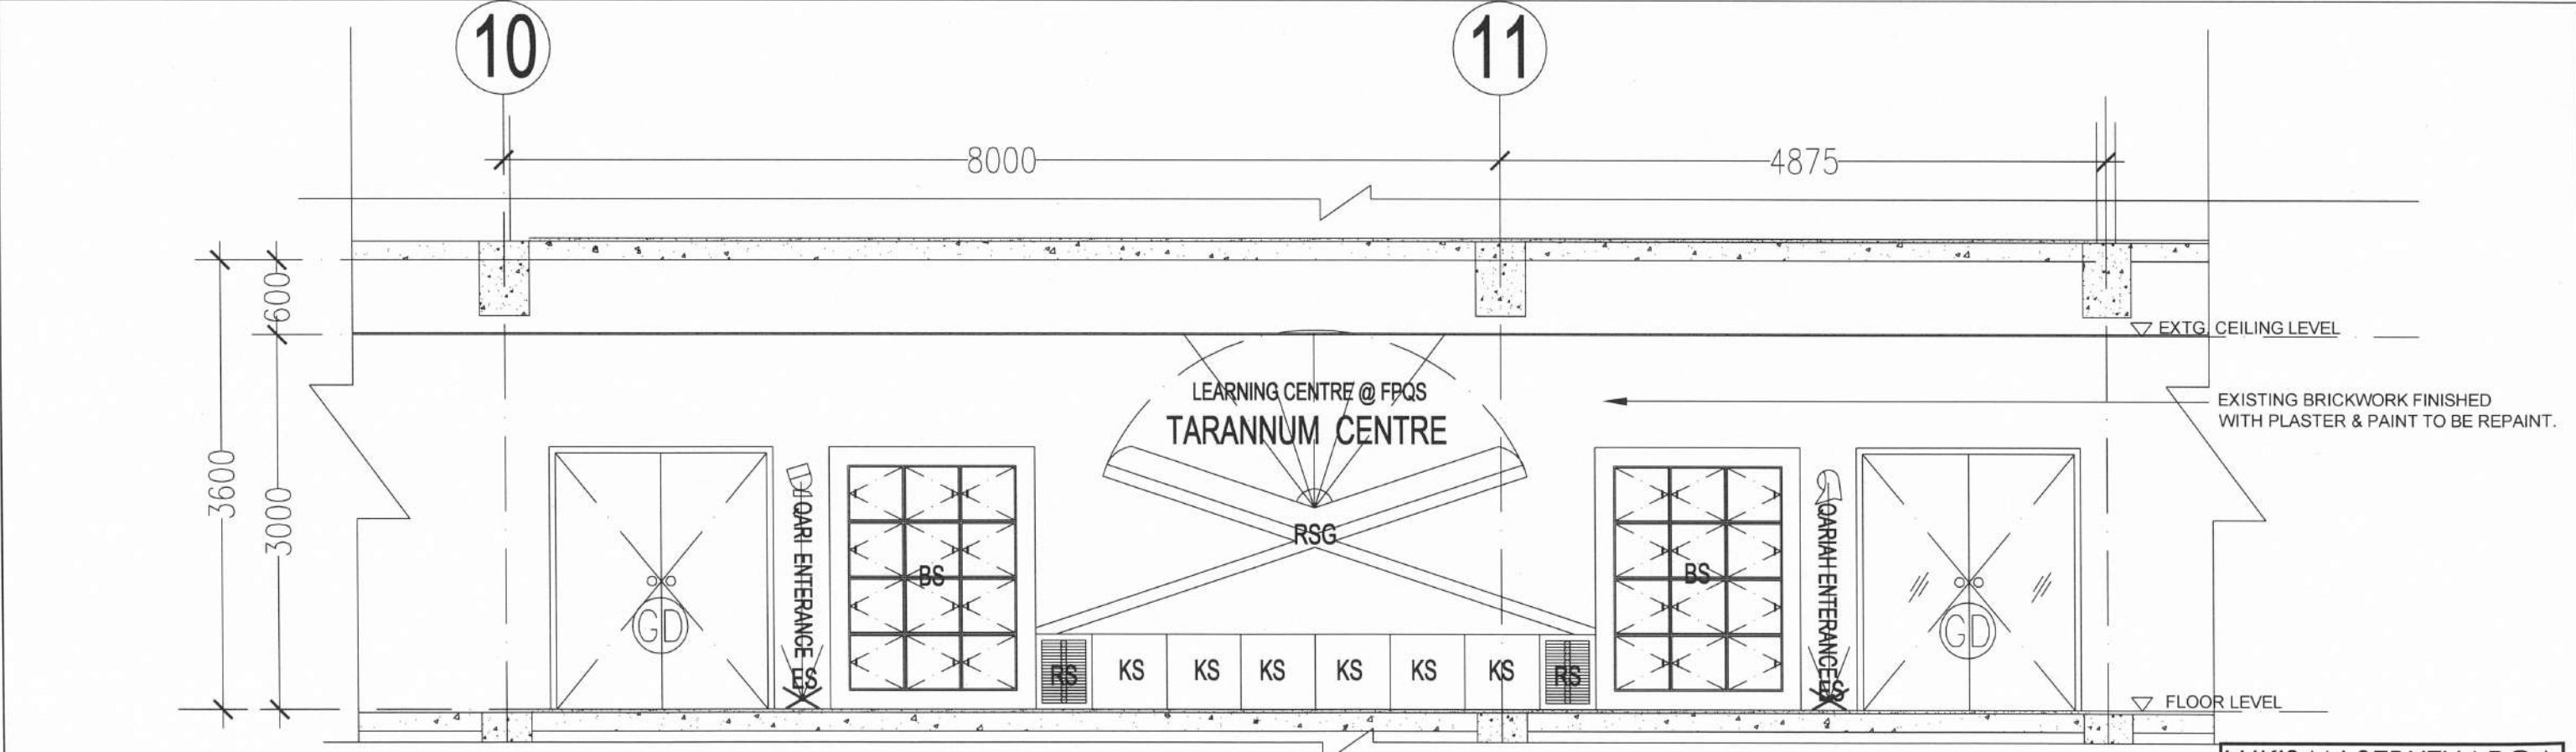 10
11
8000
4875
600
3600
3000
EXTG. CEILING LEVEL
LEARNING CENTRE @ FPQS
TARANNUM CENTRE
EXISTING BRICKWORK FINISHED
WITH PLASTER & PAINT TO BE REPAINT.
QARI ENTERANCE
QARIAH ENTERANCE
RSG
BS
BS
GD
GD
ES
ES
RS
KS
KS
KS
KS
KS
KS
RS
FLOOR LEVEL